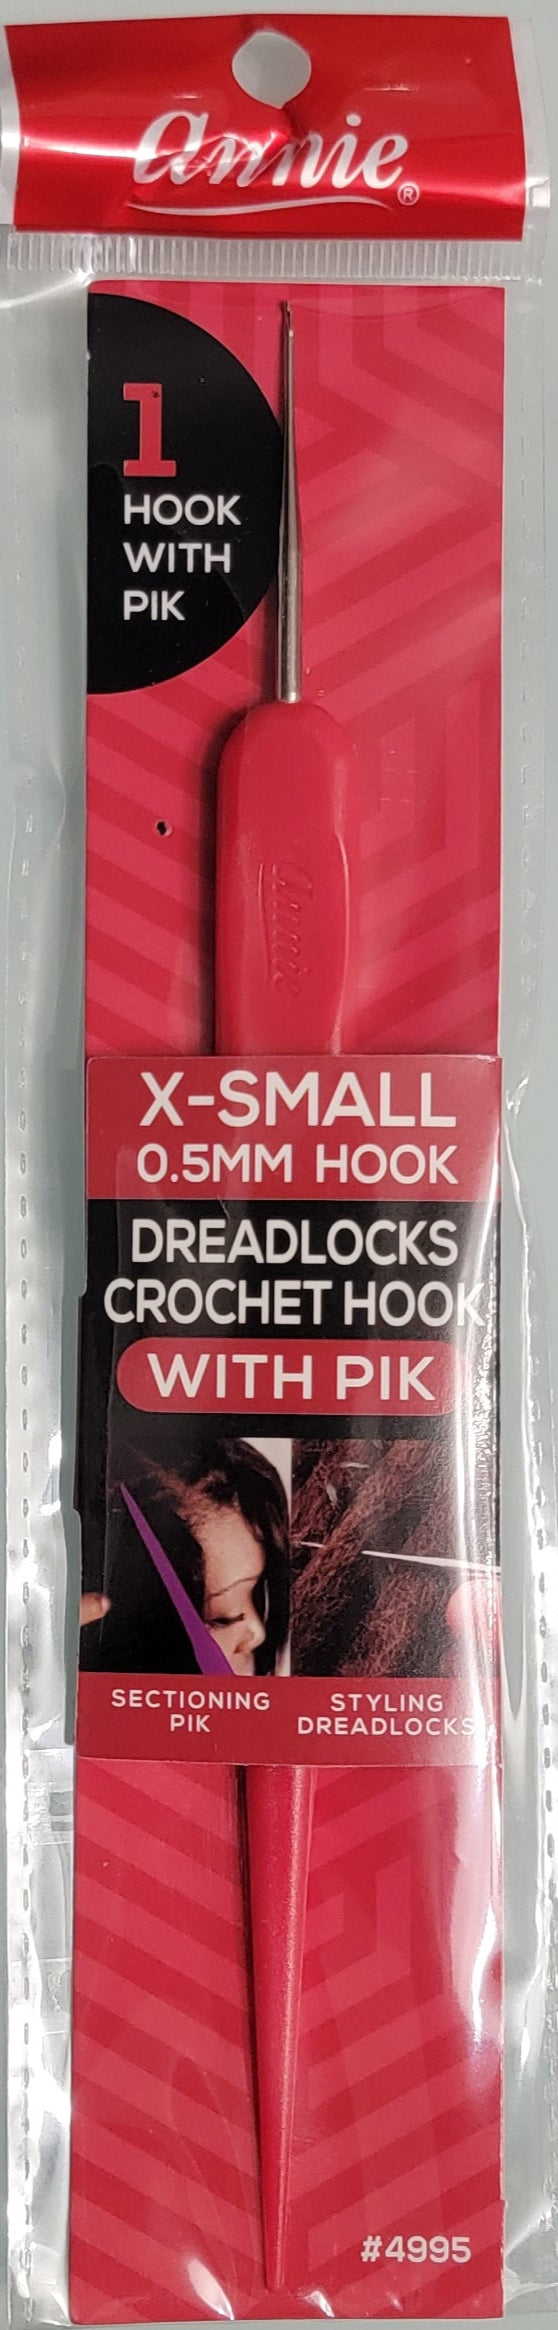 annie®
1
HOOK
WITH
PIK
annie
X-SMALL
0.5MM HOOK
DREADLOCKS
CROCHET HOOK
WITH PIK
SECTIONING
PIK
STYLING
DREADLOCKS
#4995